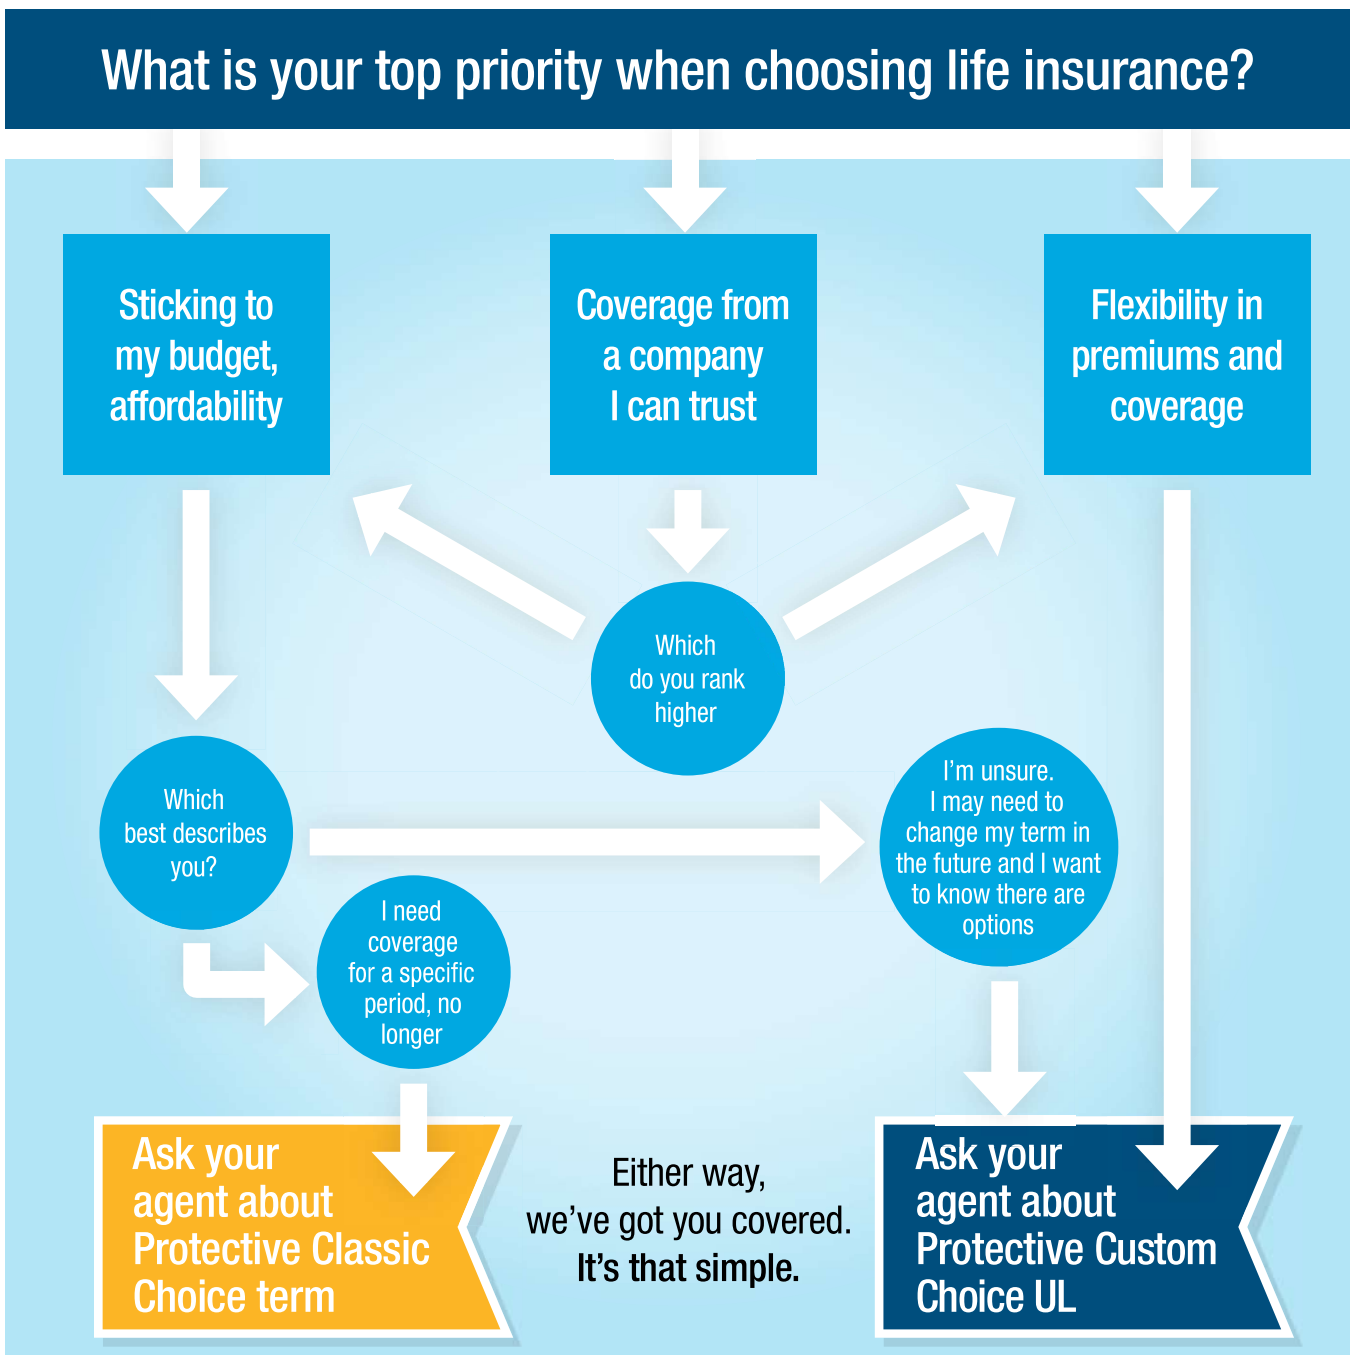 What is your top priority when choosing life insurance?
Sticking to
my budget,
affordability
Coverage from
a company
I can trust
Flexibility in
premiums and
coverage
Which
do you rank
higher
Which
best describes
you?
I'm unsure.
I may need to
change my term in
the future and I want
to know there are
options
I need
coverage
for a specific
period, no
longer
Ask your
agent about
Protective Classic
Choice term
Either way,
we've got you covered.
It's that simple.
Ask your
agent about
Protective Custom
Choice UL